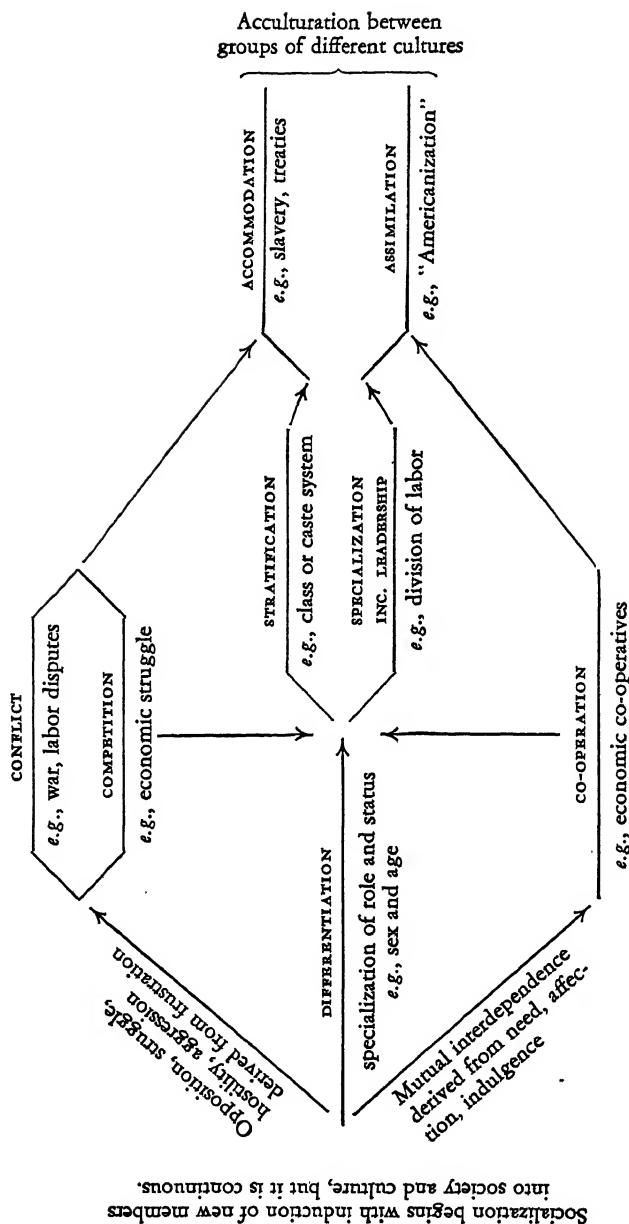 Socialization begins with induction of new members
into society and culture, but it is continuous.
Opposition, struggle,
hostility, aggression
derived from frustration
CONFLICT
e.g., war, labor disputes
COMPETITION
e.g., economic struggle
DIFFERENTIATION
specialization of role and status
e.g., sex and age
Mutual interdependence
derived from need, affec-
tion, indulgence
CO-OPERATION
e.g., economic co-operatives
STRATIFICATION
e.g., class or caste system
SPECIALIZATION
INC. LEADERSHIP
e.g., division of labor
ACCOMMODATION
e.g., slavery, treaties
ASSIMILATION
e.g., "Americanization"
Acculturation between
groups of different cultures